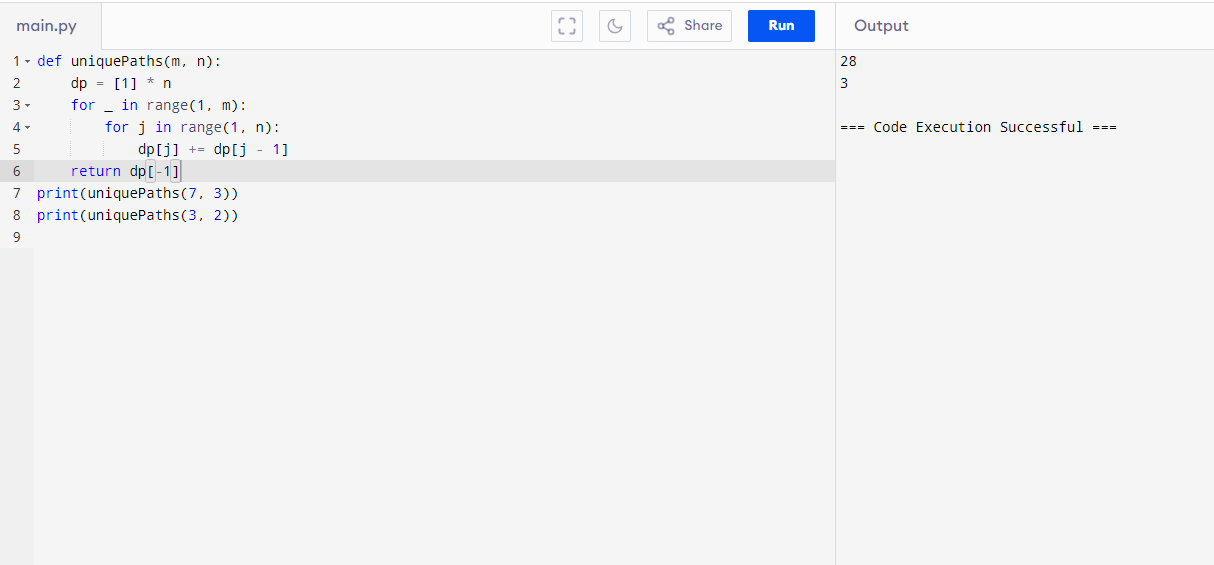 main.py
Share
Run
Output
1 def uniquePaths(m, n):
2     dp = [1] * n
3     for _ in range(1, m):
4         for j in range(1, n):
5             dp[j] += dp[j - 1]
6     return dp[-1]
7 print(uniquePaths(7, 3))
8 print(uniquePaths(3, 2))
9
28
3
=== Code Execution Successful ===